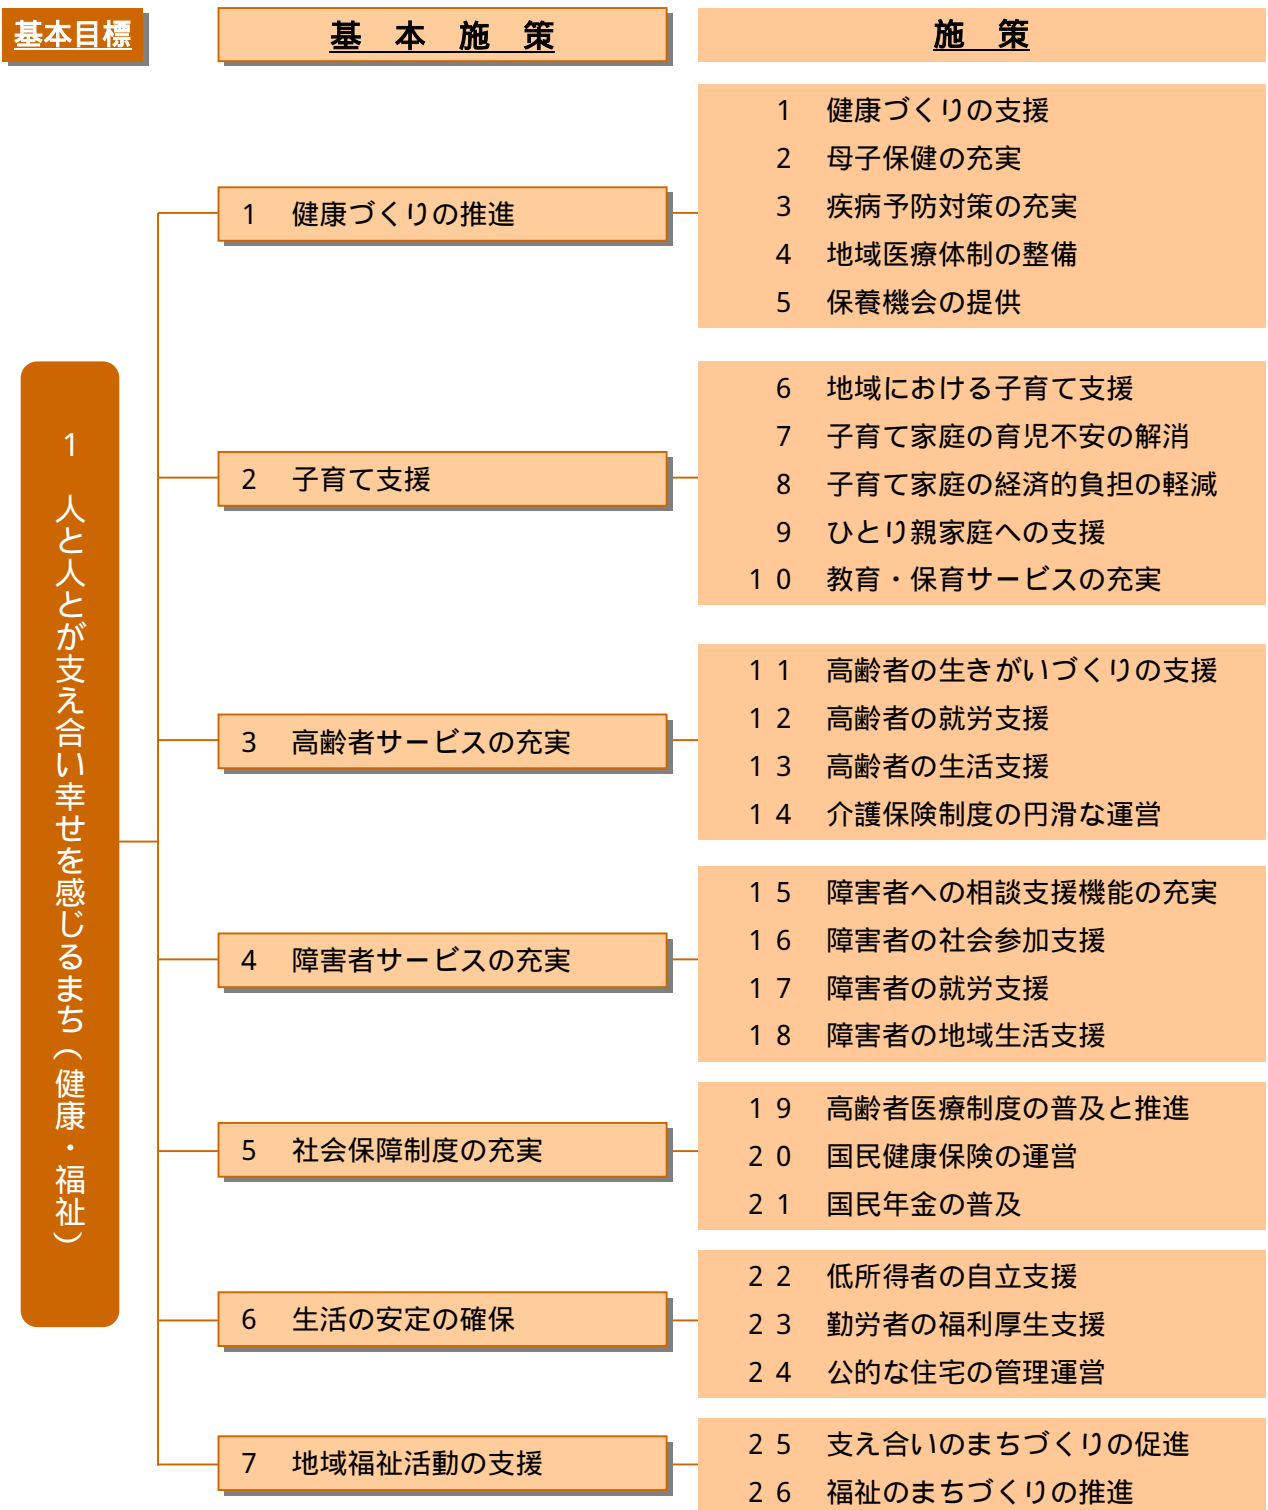 基本目標
基　本　施　策
施　策
1　人と人とが支え合い幸せを感じるまち（健康・福祉）
1　健康づくりの推進
1　健康づくりの支援
2　母子保健の充実
3　疾病予防対策の充実
4　地域医療体制の整備
5　保養機会の提供
2　子育て支援
6　地域における子育て支援
7　子育て家庭の育児不安の解消
8　子育て家庭の経済的負担の軽減
9　ひとり親家庭への支援
１０　教育・保育サービスの充実
3　高齢者サービスの充実
１１　高齢者の生きがいづくりの支援
１２　高齢者の就労支援
１３　高齢者の生活支援
１４　介護保険制度の円滑な運営
4　障害者サービスの充実
１５　障害者への相談支援機能の充実
１６　障害者の社会参加支援
１７　障害者の就労支援
１８　障害者の地域生活支援
5　社会保障制度の充実
１９　高齢者医療制度の普及と推進
２０　国民健康保険の運営
２１　国民年金の普及
6　生活の安定の確保
２２　低所得者の自立支援
２３　勤労者の福利厚生支援
２４　公的な住宅の管理運営
7　地域福祉活動の支援
２５　支え合いのまちづくりの促進
２６　福祉のまちづくりの推進